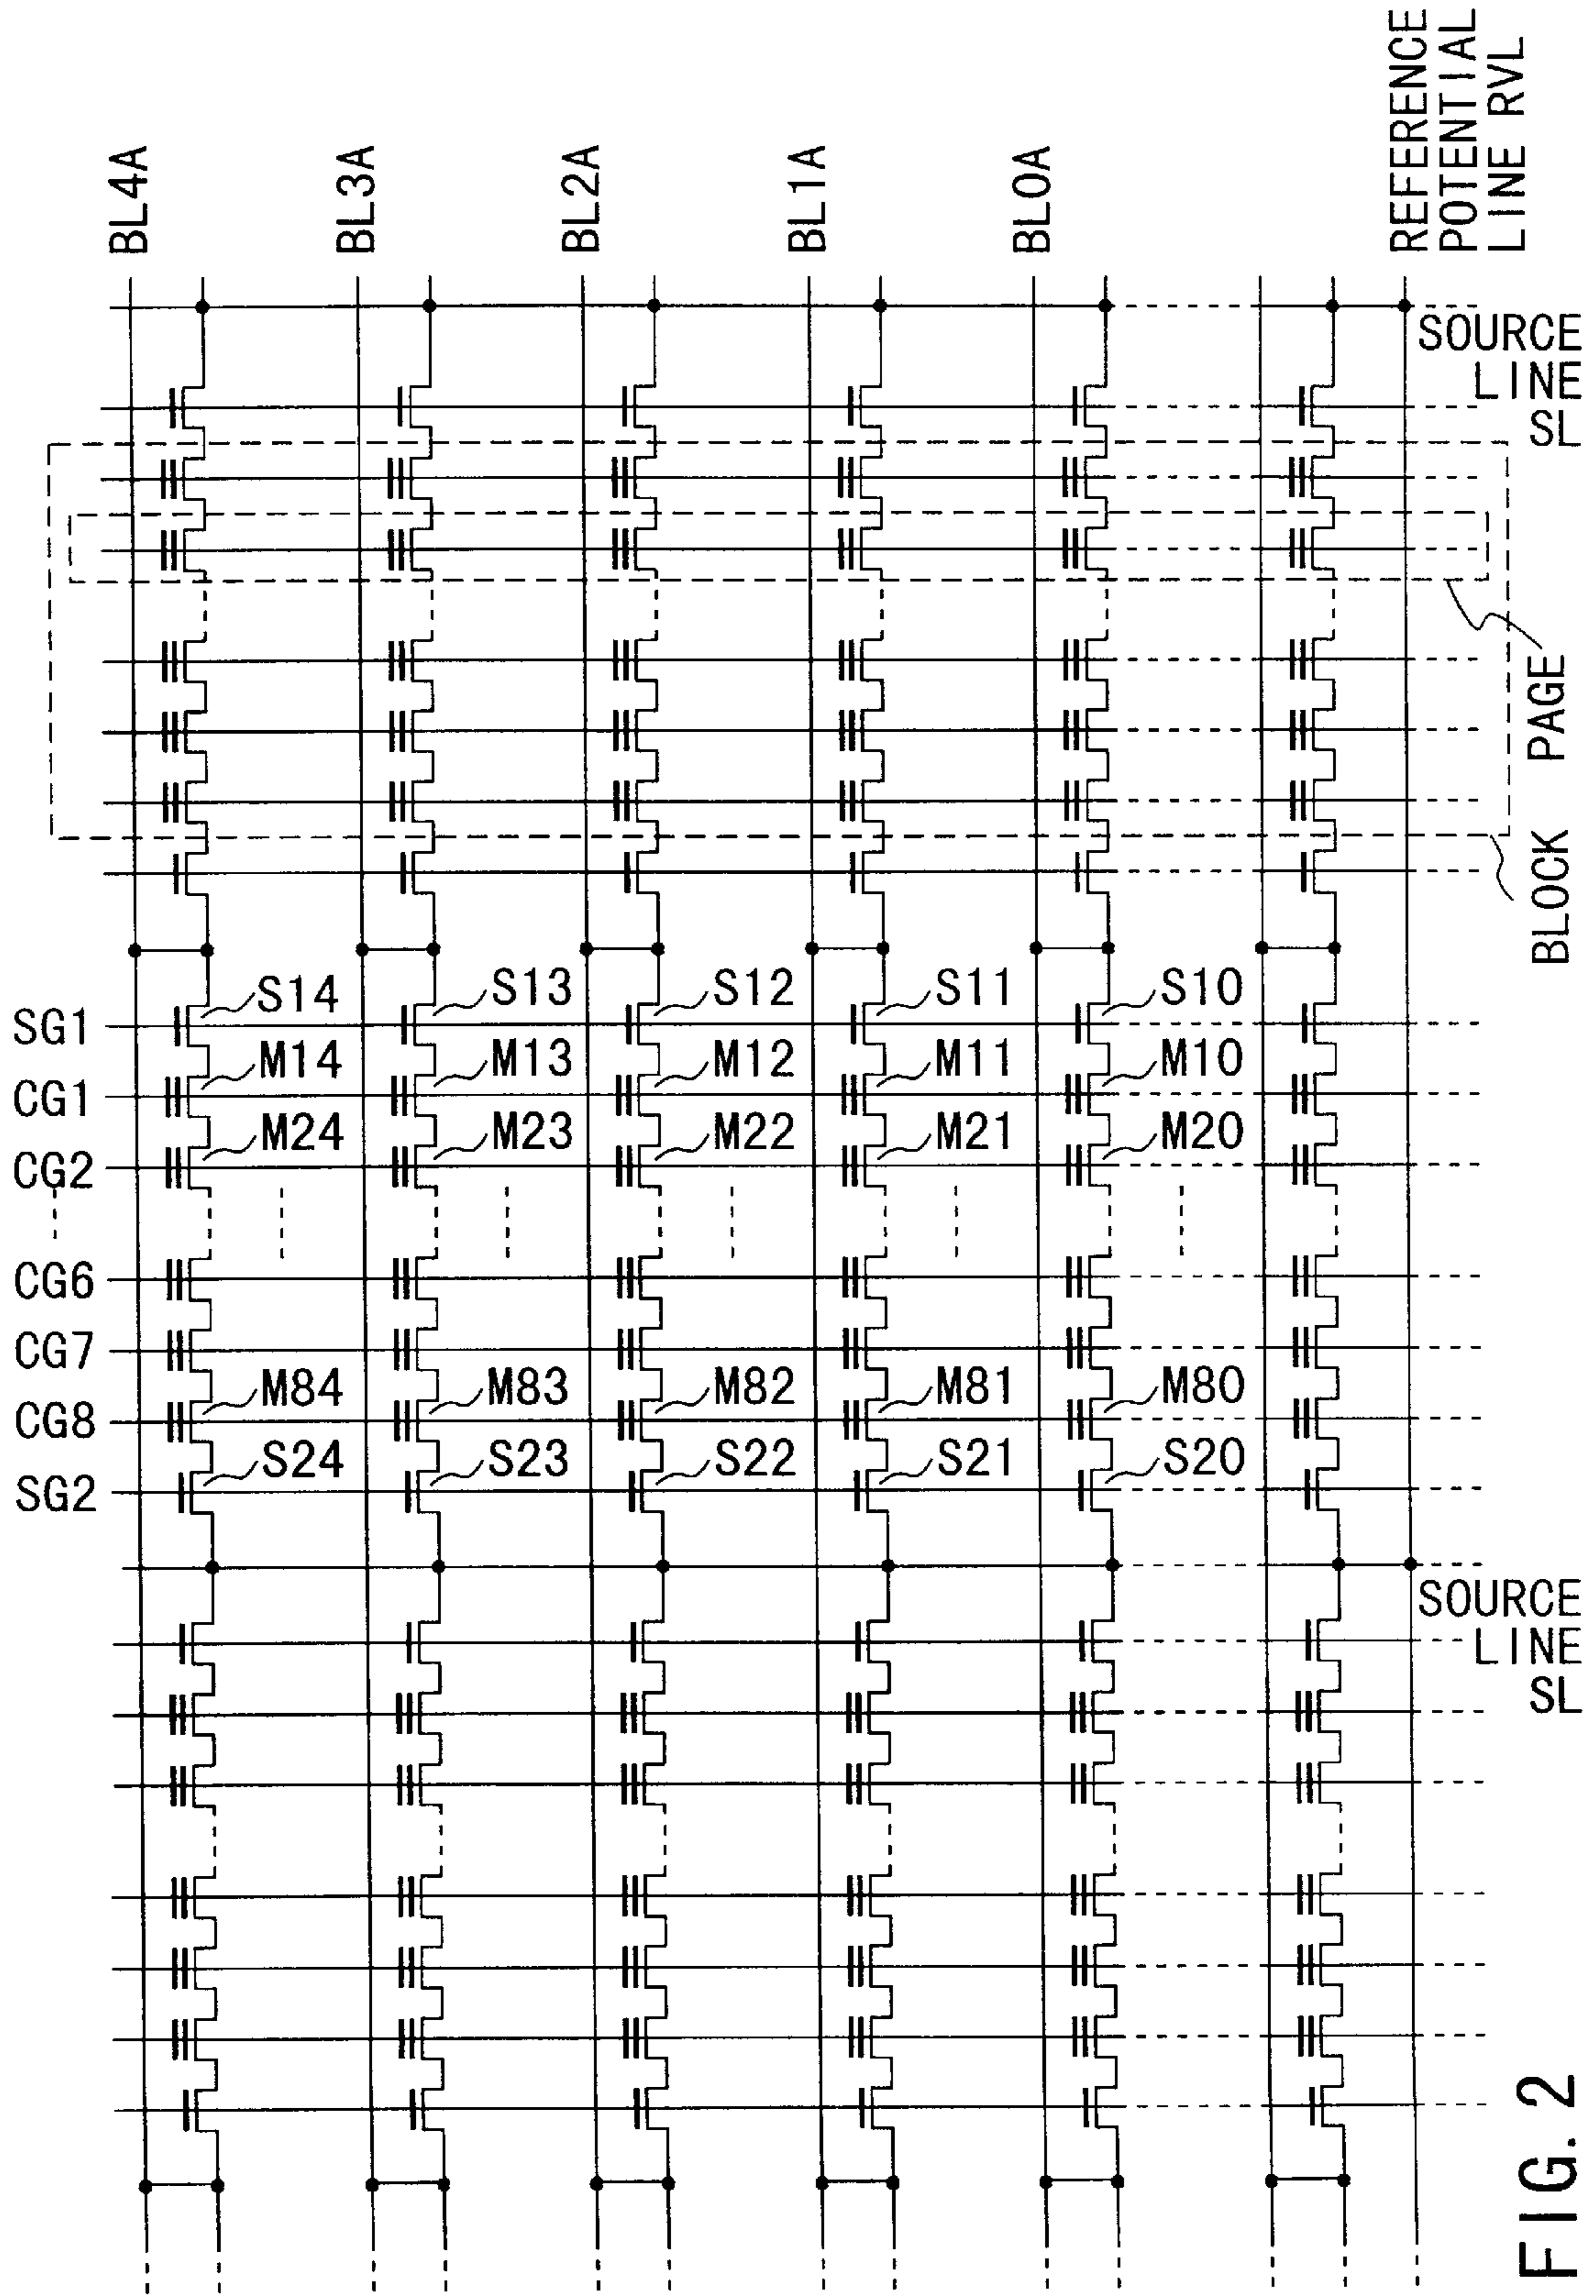 BL4A
BL3A
BL2A
BL1A
BL0A
REFERENCE
POTENTIAL
LINE RVL
SOURCE
LINE
SL
PAGE
BLOCK
SG1
S14
S13
S12
S11
S10
CG1
M14
M13
M12
M11
M10
CG2
M24
M23
M22
M21
M20
CG6
CG7
CG8
M84
M83
M82
M81
M80
SG2
S24
S23
S22
S21
S20
SOURCE
LINE
SL
FIG. 2